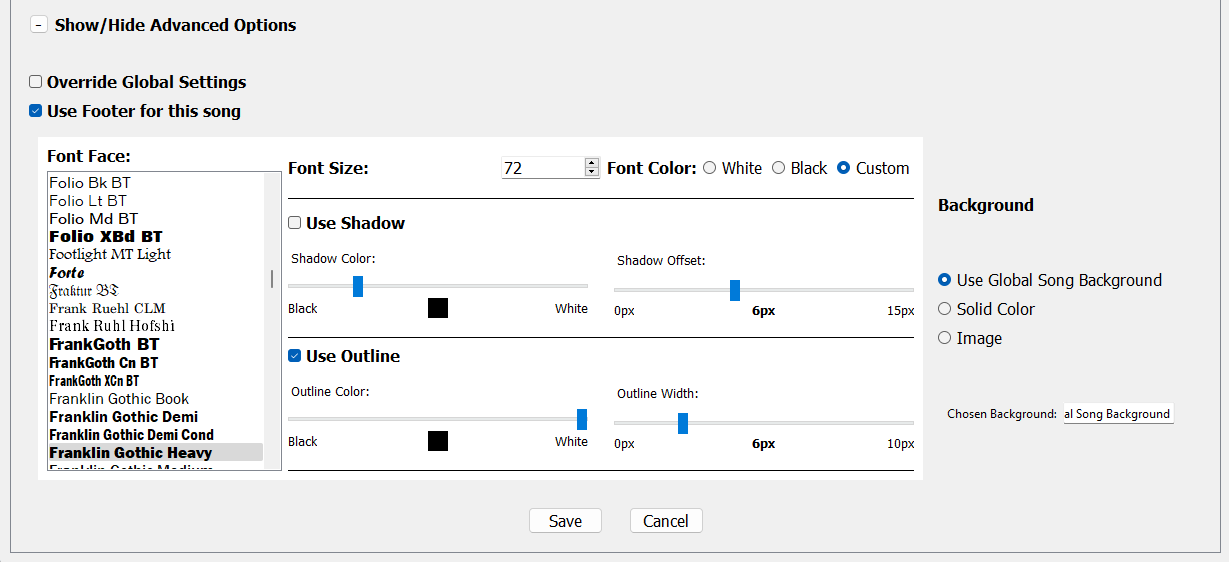 - Show/Hide Advanced Options
Override Global Settings
Use Footer for this song
Font Face:
Folio Bk BT
Folio Lt BT
Folio Md BT
Folio XBd BT
Footlight MT Light
Forte
Fraktur BT
Frank Ruehl CLM
Frank Ruhl Hofshi
FrankGoth BT
FrankGoth Cn BT
FrankGoth XCn BT
Franklin Gothic Book
Franklin Gothic Demi
Franklin Gothic Demi Cond
Franklin Gothic Heavy
Franklin Gothic Medium
Font Size: 72 Font Color: White Black Custom
Use Shadow
Shadow Color: Shadow Offset:
Black White 0px 6px 15px
Use Outline
Outline Color: Outline Width:
Black White 0px 6px 10px
Background
Use Global Song Background
Solid Color
Image
Chosen Background: al Song Background
Save Cancel